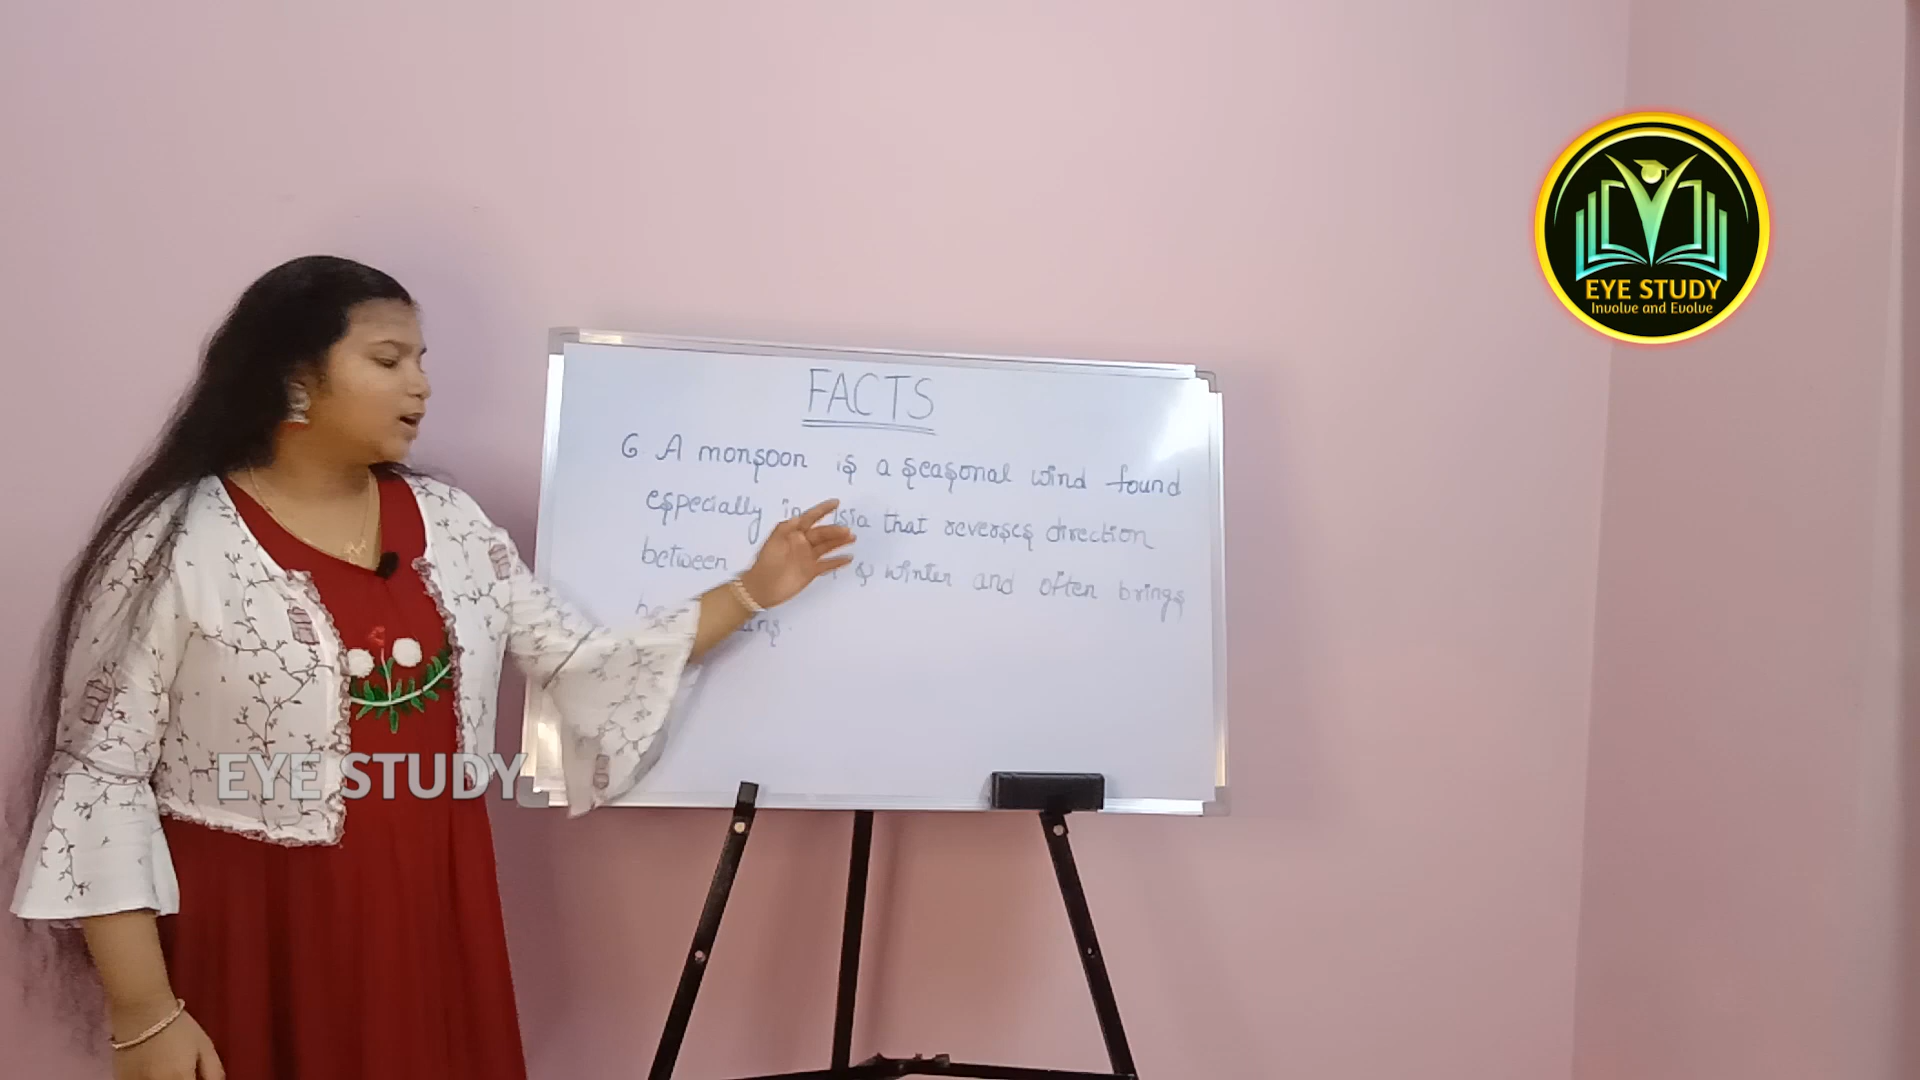 FACTS
6. A monsoon is a seasonal wind found
especially in Asia that reverses direction
between & winter and often brings
EYE STUDY
Involve and Evolve
EYE STUDY